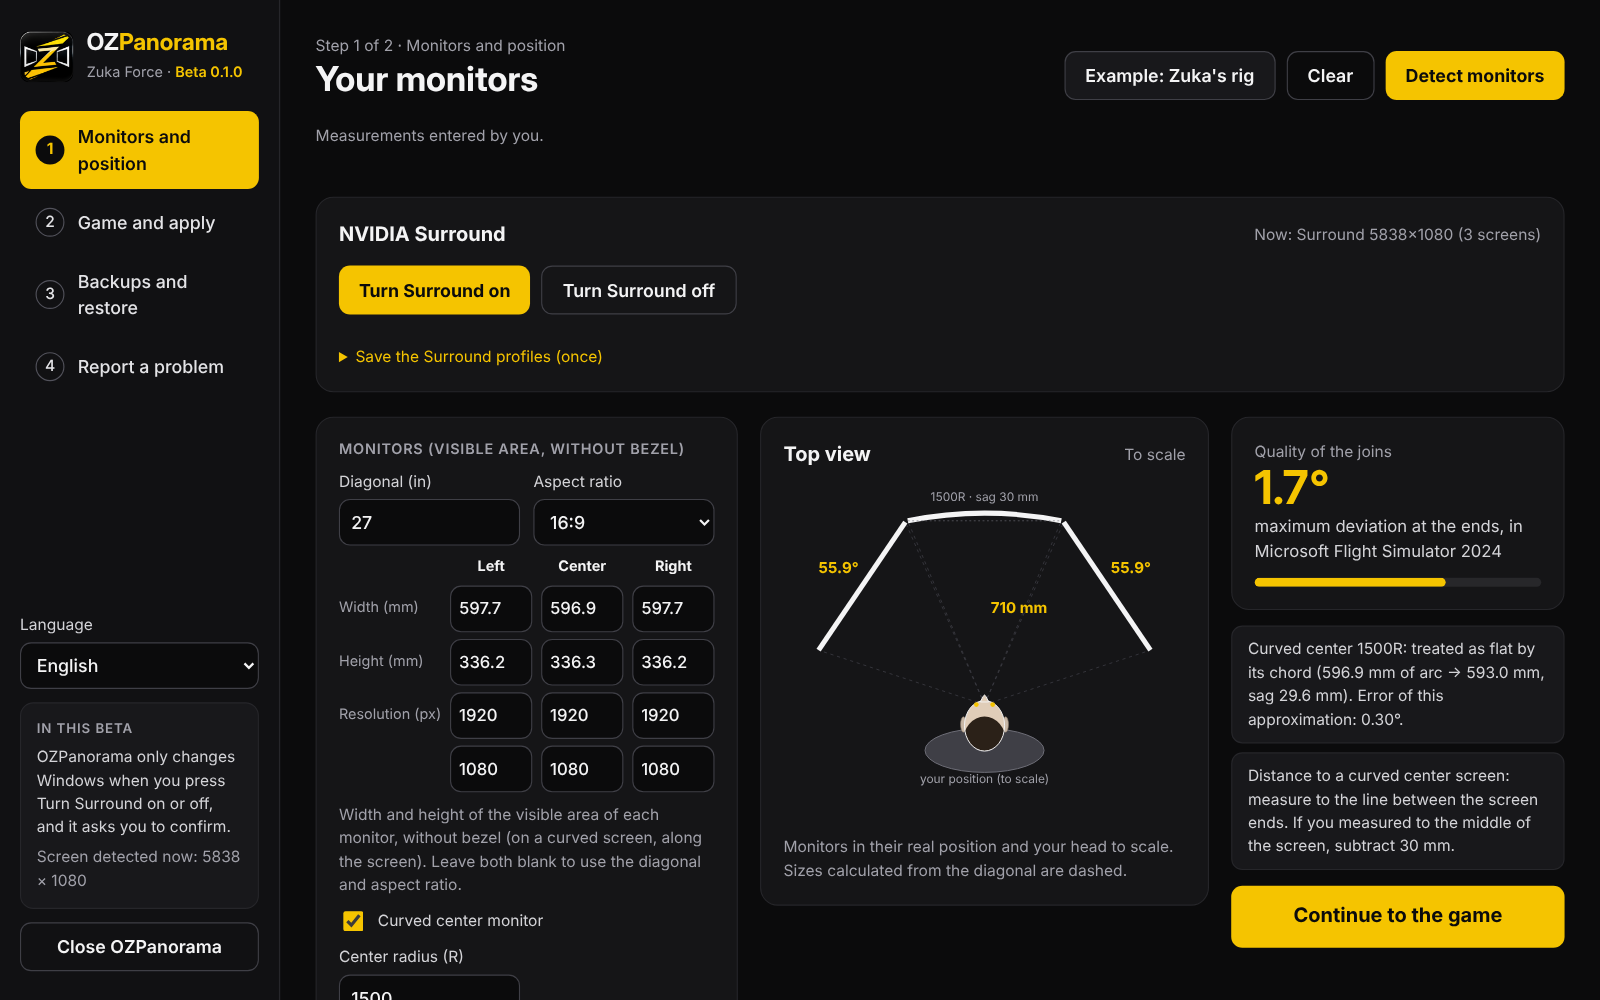 OZPanorama
Zuka Force · Beta 0.1.0
1
Monitors and
position
2
Game and apply
3
Backups and
restore
4
Report a problem
Language
English
IN THIS BETA
OZPanorama only changes
Windows when you press
Turn Surround on or off,
and it asks you to confirm.
Screen detected now: 5838
× 1080
Close OZPanorama
Step 1 of 2 · Monitors and position
Your monitors
Example: Zuka's rig
Clear
Detect monitors
Measurements entered by you.
NVIDIA Surround
Now: Surround 5838×1080 (3 screens)
Turn Surround on
Turn Surround off
Save the Surround profiles (once)
MONITORS (VISIBLE AREA, WITHOUT BEZEL)
Diagonal (in)
Aspect ratio
27
16:9
Left
Center
Right
Width (mm)
597.7
596.9
597.7
Height (mm)
336.2
336.3
336.2
Resolution (px)
1920
1920
1920
1080
1080
1080
Width and height of the visible area of each
monitor, without bezel (on a curved screen, along
the screen). Leave both blank to use the diagonal
and aspect ratio.
Curved center monitor
Center radius (R)
1500
Top view
To scale
1500R · sag 30 mm
55.9°
55.9°
710 mm
your position (to scale)
Monitors in their real position and your head to scale.
Sizes calculated from the diagonal are dashed.
Quality of the joins
1.7°
maximum deviation at the ends, in
Microsoft Flight Simulator 2024
Curved center 1500R: treated as flat by
its chord (596.9 mm of arc → 593.0 mm,
sag 29.6 mm). Error of this
approximation: 0.30°.
Distance to a curved center screen:
measure to the line between the screen
ends. If you measured to the middle of
the screen, subtract 30 mm.
Continue to the game